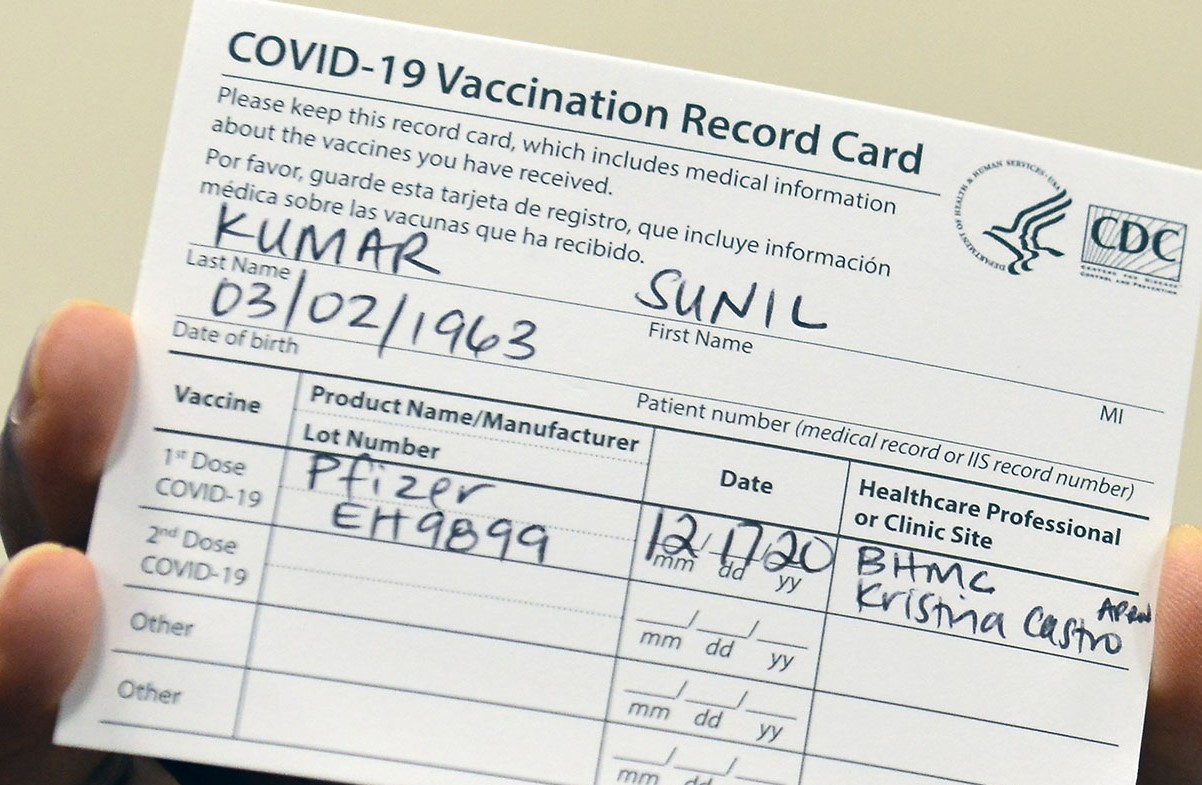 COVID-19 Vaccination Record Card
Please keep this record card, which includes medical information
about the vaccines you have received.
Por favor, guarde esta tarjeta de registro, que incluye información
médica sobre las vacunas que ha recibido.
DEPARTMENT OF HEALTH & HUMAN SERVICES • USA
CDC
CENTERS FOR DISEASE
CONTROL AND PREVENTION
KUMAR SUNIL
Last Name First Name MI
03/02/1963
Date of birth Patient number (medical record or IIS record number)
Vaccine Product Name/Manufacturer Date Healthcare Professional
Lot Number or Clinic Site
1st Dose Pfizer 12/17/20 BHMC
COVID-19 EH9899 mm dd yy Kristina Castro
2nd Dose
COVID-19 mm dd yy
Other
mm dd yy
Other
mm dd